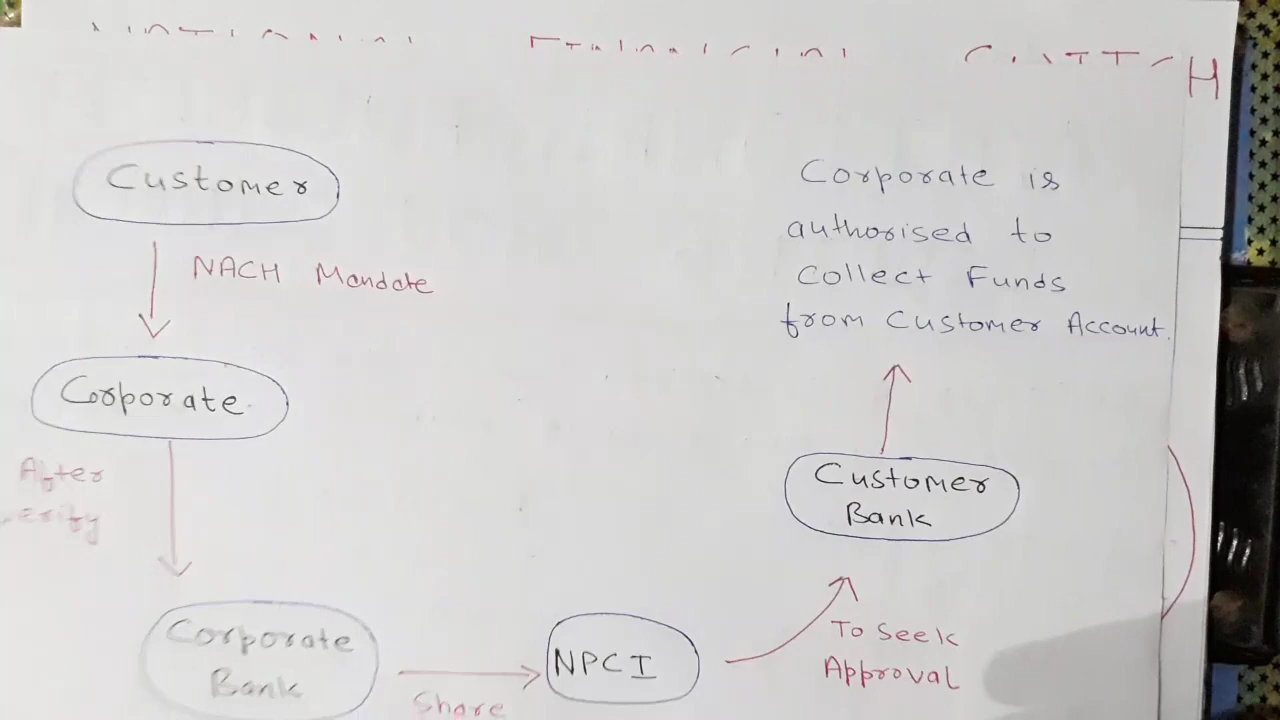 H
Customer
NACH Mandate
Corporate
After
Corporate
Bank
Share
NPCI
To Seek
Approval
Customer
Bank
Corporate is
authorised to
Collect Funds
from Customer Account.